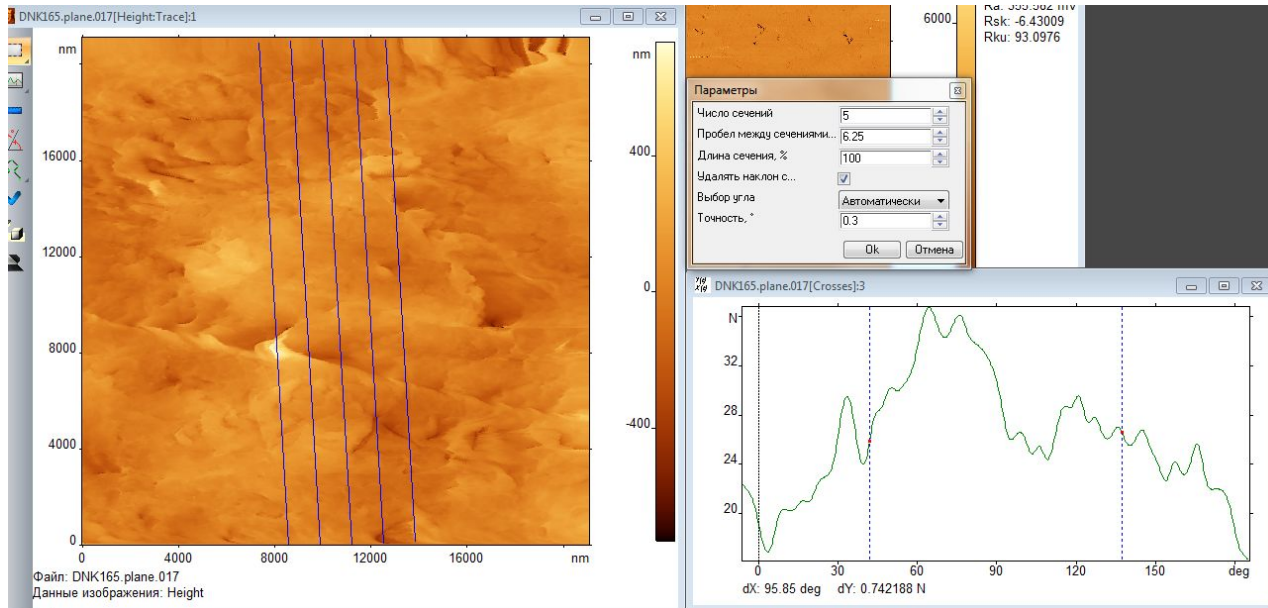 DNK165.plane.017[Height:Trace]:1
nm
16000
12000
8000
4000
0
0 4000 8000 12000 16000 nm
Файл: DNK165.plane.017
Данные изображения: Height
nm
400
0
-400
6000
Ra: 355.562 mV
Rsk: -6.43009
Rku: 93.0976
Параметры
Число сечений 5
Пробел между сечениями... 6.25
Длина сечения, % 100
Удалять наклон с...
Выбор угла Автоматически
Точность, ° 0.3
Ok Отмена
DNK165.plane.017[Crosses]:3
N
32
28
24
20
0 30 60 90 120 150 deg
dX: 95.85 deg dY: 0.742188 N